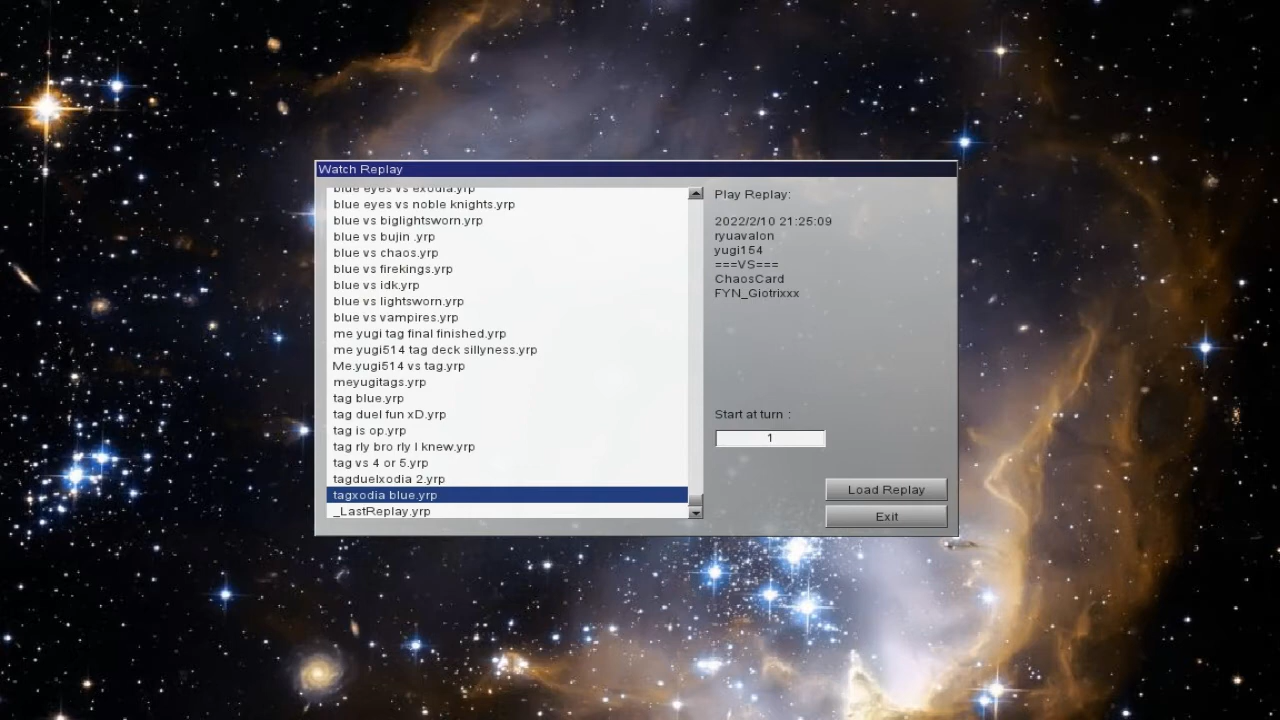 Watch Replay
blue eyes vs exodia.yrp
blue eyes vs noble knights.yrp
blue vs biglightsworn.yrp
blue vs bujin .yrp
blue vs chaos.yrp
blue vs firekings.yrp
blue vs idk.yrp
blue vs lightsworn.yrp
blue vs vampires.yrp
me yugi tag final finished.yrp
me yugi514 tag deck sillyness.yrp
Me.yugi514 vs tag.yrp
meyugitags.yrp
tag blue.yrp
tag duel fun xD.yrp
tag is op.yrp
tag rly bro rly I knew.yrp
tag vs 4 or 5.yrp
tagduelxodia 2.yrp
tagxodia blue.yrp
_LastReplay.yrp
Play Replay:
2022/2/10 21:25:09
ryuavalon
yugi154
===VS===
ChaosCard
FYN_Giotrixxx
Start at turn :
1
Load Replay
Exit